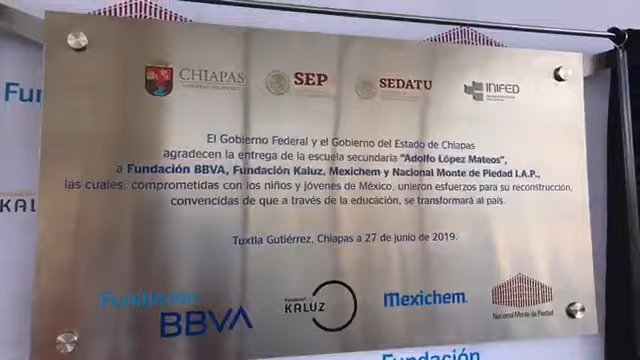 CHIAPAS
SEP
SEDATU
INIFED
El Gobierno Federal y el Gobierno del Estado de Chiapas
agradecen la entrega de la escuela secundaria "Adolfo López Mateos",
a Fundación BBVA, Fundación Kaluz, Mexichem y Nacional Monte de Piedad I.A.P.,
las cuales, comprometidas con los niños y jóvenes de México, unieron esfuerzos para su reconstrucción,
convencidas de que a través de la educación, se transformará al país.
Tuxtla Gutiérrez, Chiapas a 27 de junio de 2019.
Fundación
BBVA
Fundación
KALUZ
Mexichem
Nacional Monte de Piedad
Fun
KAL
Fundación